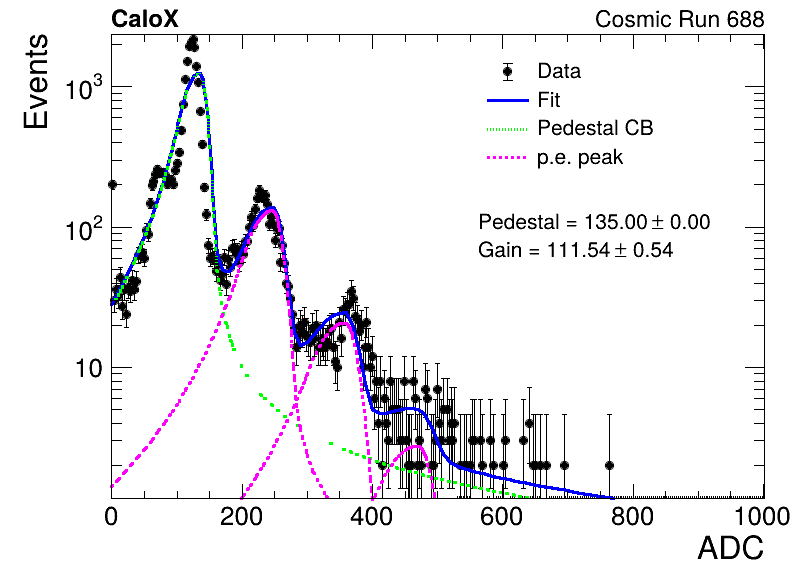 CaloX
Cosmic Run 688
Events
Data
Fit
Pedestal CB
p.e. peak
Pedestal = 135.00 ± 0.00
Gain = 111.54 ± 0.54
10³
10²
10
0 200 400 600 800 1000
ADC